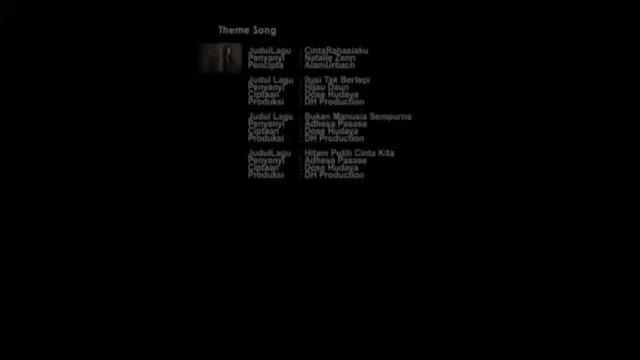 Theme Song
JudulLagu : CintaRahasiaku
Penyanyi : Natalie Zenn
Pencipta : AlamUrbach
Judul Lagu : Ilusi Tak Bertepi
Penyanyi : Hijau Daun
Ciptaan : Dose Hudaya
Produksi : DH Production
Judul Lagu : Bukan Manusia Sempurna
Penyanyi : Adhesa Pasase
Ciptaan : Dose Hudaya
Produksi : DH Production
JudulLagu : Hitam Putih Cinta Kita
Penyanyi : Adhesa Pasase
Ciptaan : Dose Hudaya
Produksi : DH Production